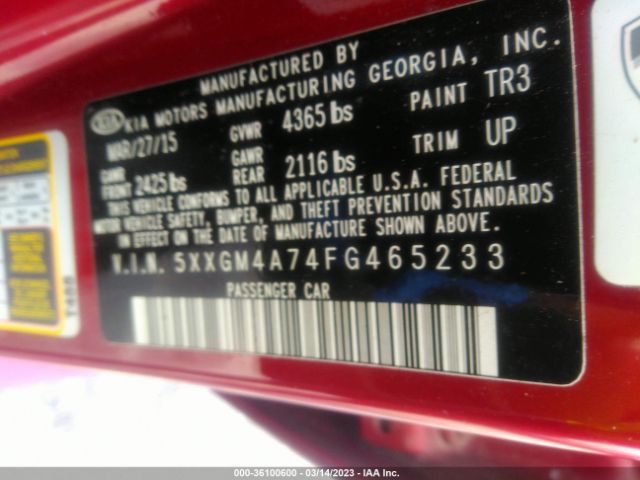 MANUFACTURED BY
KIA KIA MOTORS MANUFACTURING GEORGIA, INC.
MAR/27/15 GVWR 4365 lbs PAINT TR3
GAWR FRONT 2425 lbs GAWR REAR 2116 lbs TRIM UP
THIS VEHICLE CONFORMS TO ALL APPLICABLE U.S.A. FEDERAL
MOTOR VEHICLE SAFETY, BUMPER, AND THEFT PREVENTION STANDARDS
IN EFFECT ON THE DATE OF MANUFACTURE SHOWN ABOVE.
V.I.N. 5XXGM4A74FG465233
PASSENGER CAR
000-36100600 - 03/14/2023 - IAA Inc.